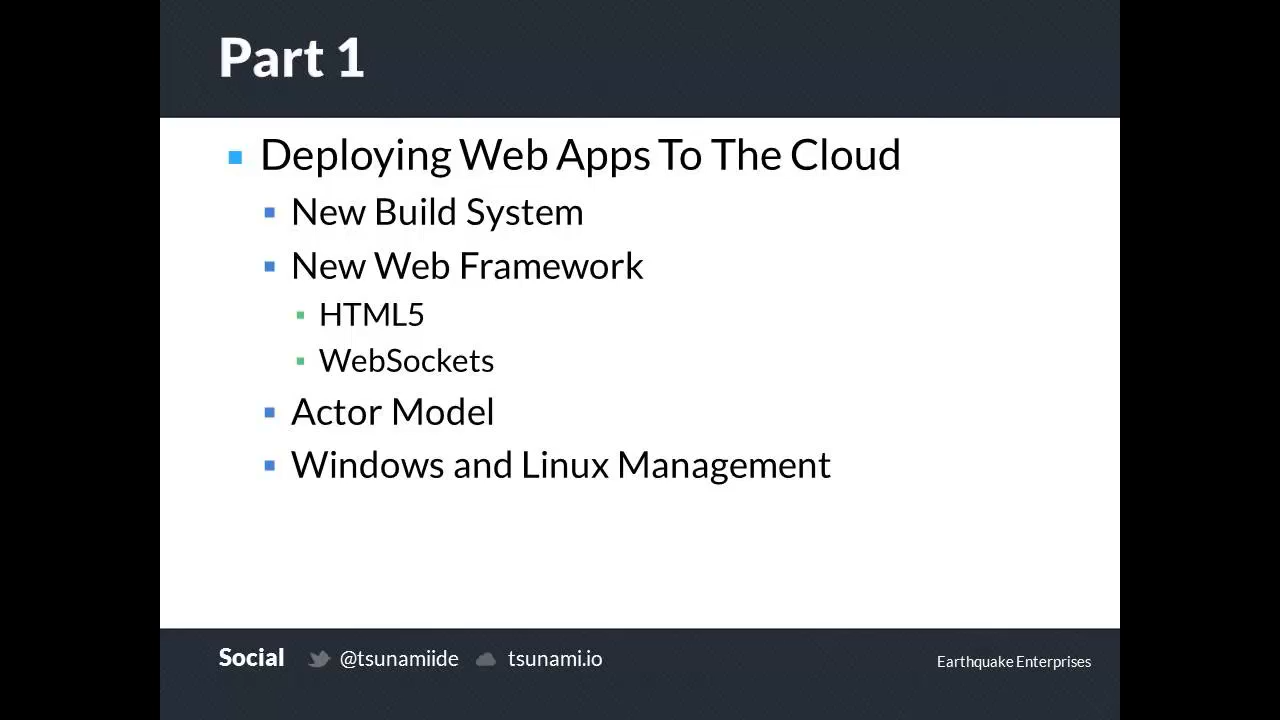 Part 1
Deploying Web Apps To The Cloud
New Build System
New Web Framework
HTML5
WebSockets
Actor Model
Windows and Linux Management
Social @tsunamiide tsunami.io Earthquake Enterprises